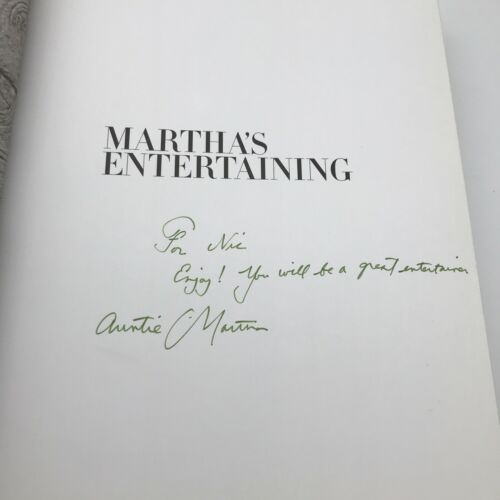 MARTHA'S
ENTERTAINING
For Nic
Enjoy! You will be a great entertainer
Auntie Martha